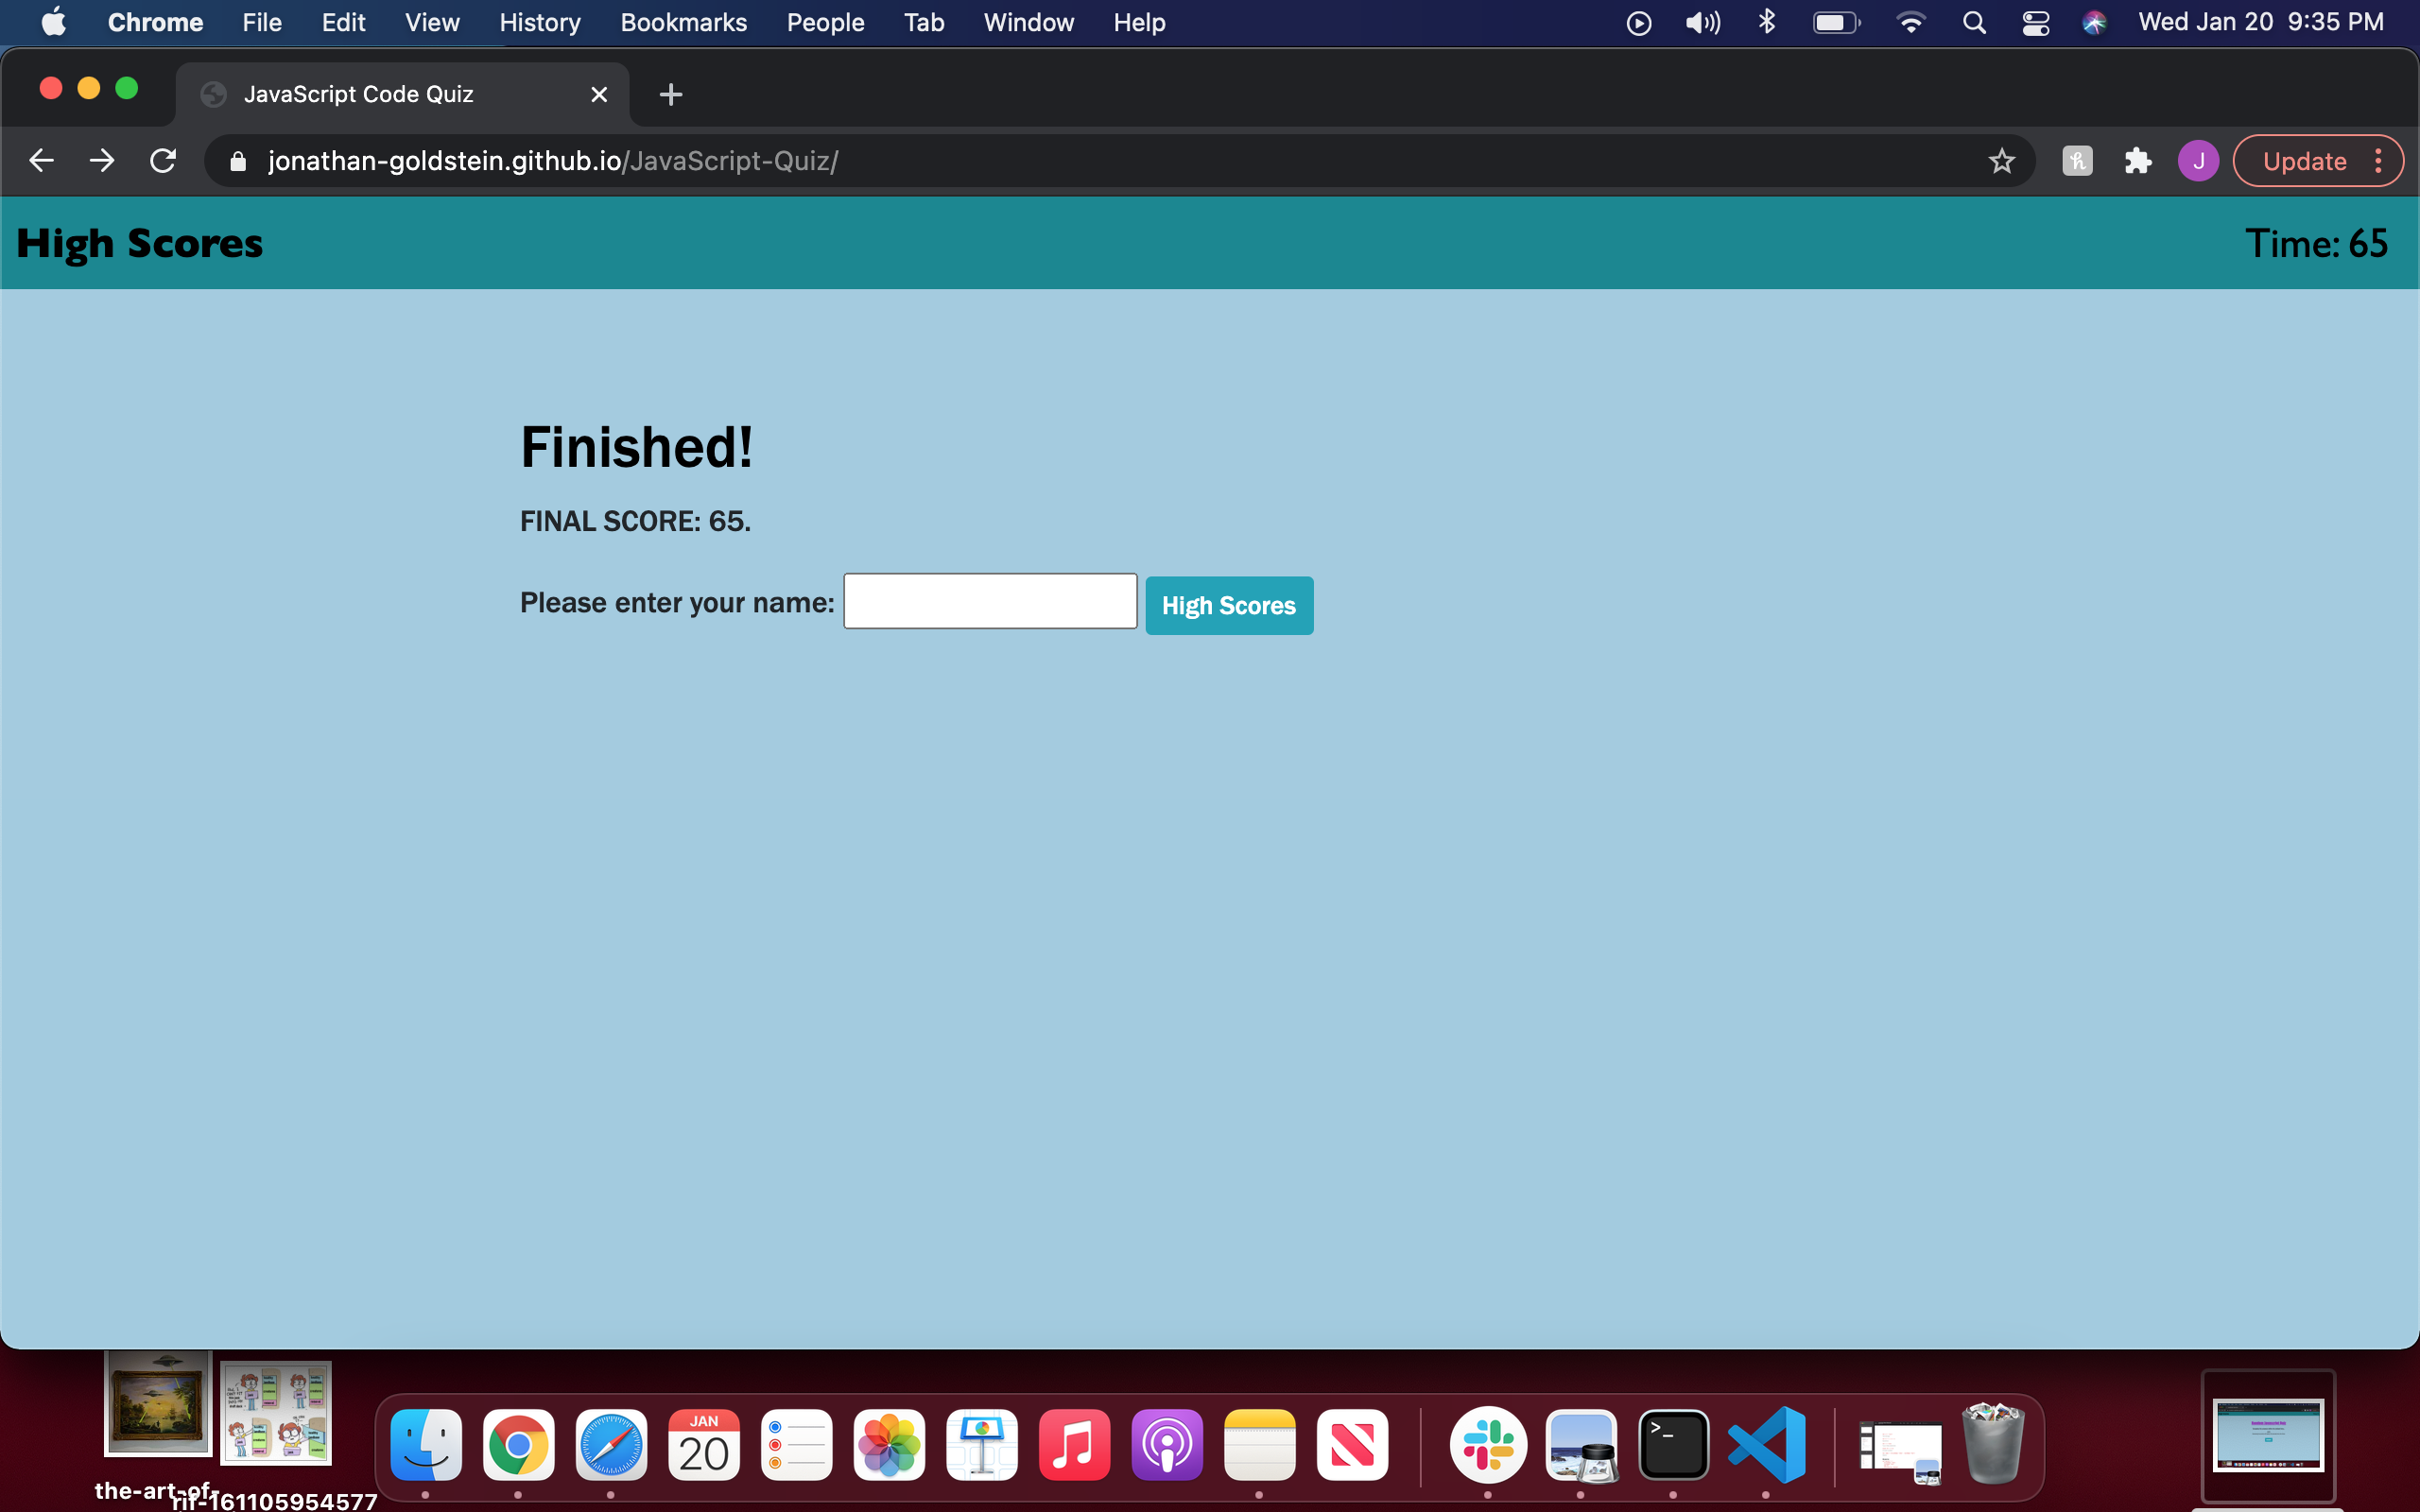 Chrome File Edit View History Bookmarks People Tab Window Help Wed Jan 20 9:35 PM
JavaScript Code Quiz
jonathan-goldstein.github.io/JavaScript-Quiz/ J Update
High Scores Time: 65
Finished!
FINAL SCORE: 65.
Please enter your name: High Scores
JAN
20
>_
the-art-of-
rif-161105954577